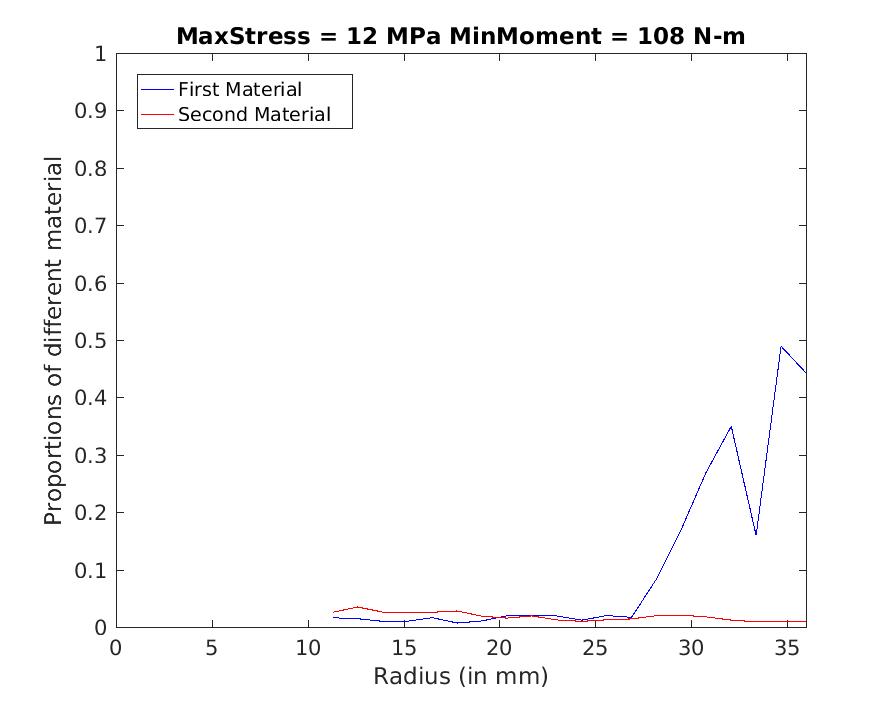 MaxStress = 12 MPa MinMoment = 108 N-m
1
First Material
Second Material
0.9
0.8
0.7
0.6
0.5
0.4
0.3
0.2
0.1
0
Proportions of different material
0 5 10 15 20 25 30 35
Radius (in mm)